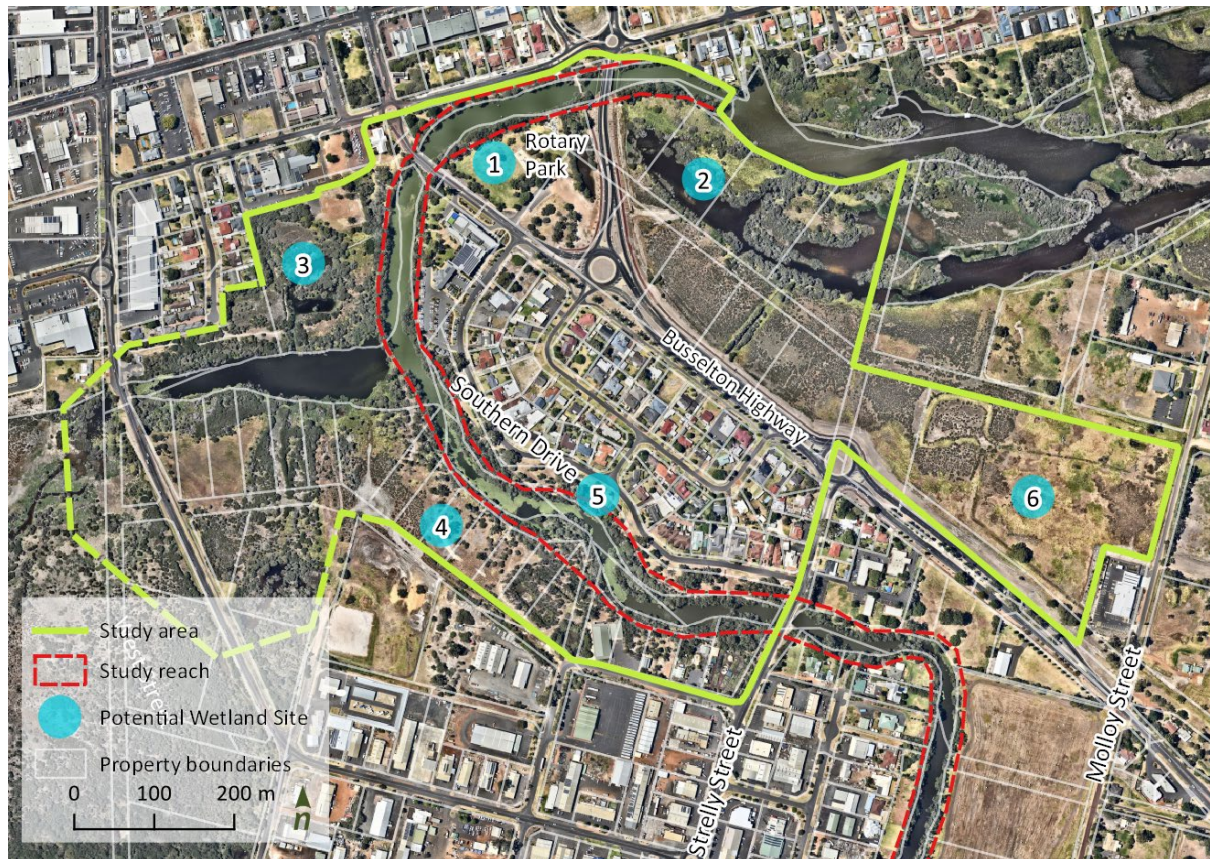 1
Rotary
Park
2
3
Busselton Highway
Southern Drive
5
4
6
Study area
Study reach
Potential Wetland Site
Property boundaries
0 100 200 m
n
Strelly Street
Molloy Street